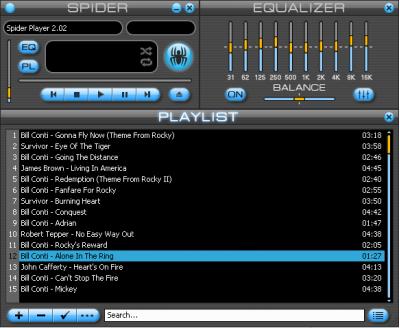 SPIDER
Spider Player 2.02
EQ
PL
EQUALIZER
31 62 125 250 500 1K 2K 4K 8K 16K
ON
BALANCE
PLAYLIST
1 Bill Conti - Gonna Fly Now (Theme From Rocky) 03:18
2 Survivor - Eye Of The Tiger 03:58
3 Bill Conti - Going The Distance 02:46
4 James Brown - Living In America 04:45
5 Bill Conti - Redemption (Theme From Rocky II) 02:40
6 Bill Conti - Fanfare For Rocky 02:55
7 Survivor - Burning Heart 03:50
8 Bill Conti - Conquest 04:42
9 Bill Conti - Adrian 01:47
10 Robert Tepper - No Easy Way Out 04:38
11 Bill Conti - Rocky's Reward 02:05
12 Bill Conti - Alone In The Ring 01:27
13 John Cafferty - Heart's On Fire 04:13
14 Bill Conti - Can't Stop The Fire 03:20
15 Bill Conti - Mickey 04:38
Search...